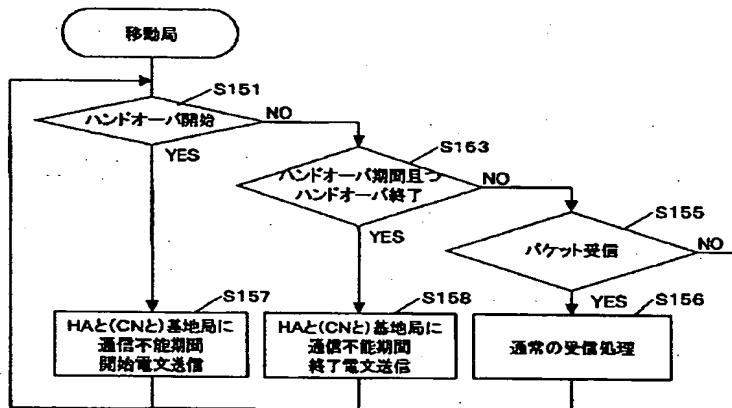 移動局
S151
ハンドオーバ開始
NO
YES
S153
ハンドオーバ期間且つ
ハンドオーバ終了
NO
YES
S155
パケット受信
NO
YES
S157
HAと(CNと)基地局に
通信不能期間
開始電文送信
S158
HAと(CNと)基地局に
通信不能期間
終了電文送信
S156
通常の受信処理